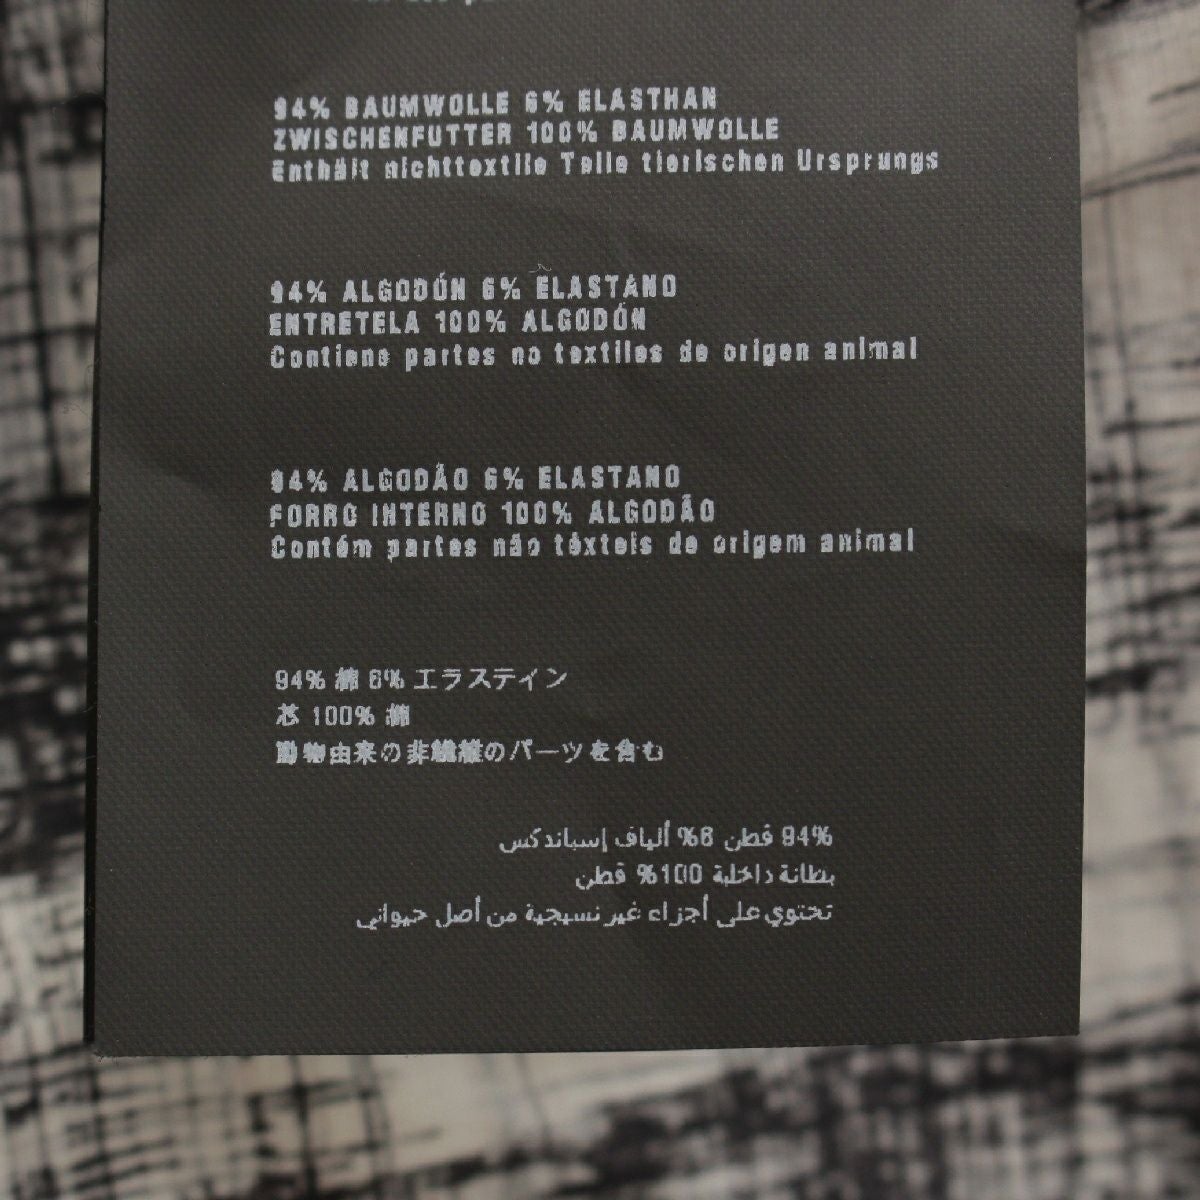 94% BAUMWOLLE 6% ELASTHAN
ZWISCHENFUTTER 100% BAUMWOLLE
Enthält nichttextile Teile tierischen Ursprungs
94% ALGODÓN 6% ELASTANO
ENTRETELA 100% ALGODÓN
Contiene partes no textiles de origen animal
94% ALGODÃO 6% ELASTANO
FORRO INTERNO 100% ALGODÃO
Contém partes não têxteis de origem animal
94% 綿 6% エラステイン
芯 100% 綿
動物由来の非繊維のパーツを含む
94% قطن 6% ألياف إسباندكس
بطانة داخلية 100% قطن
تحتوي على أجزاء غير نسيجية من أصل حيواني